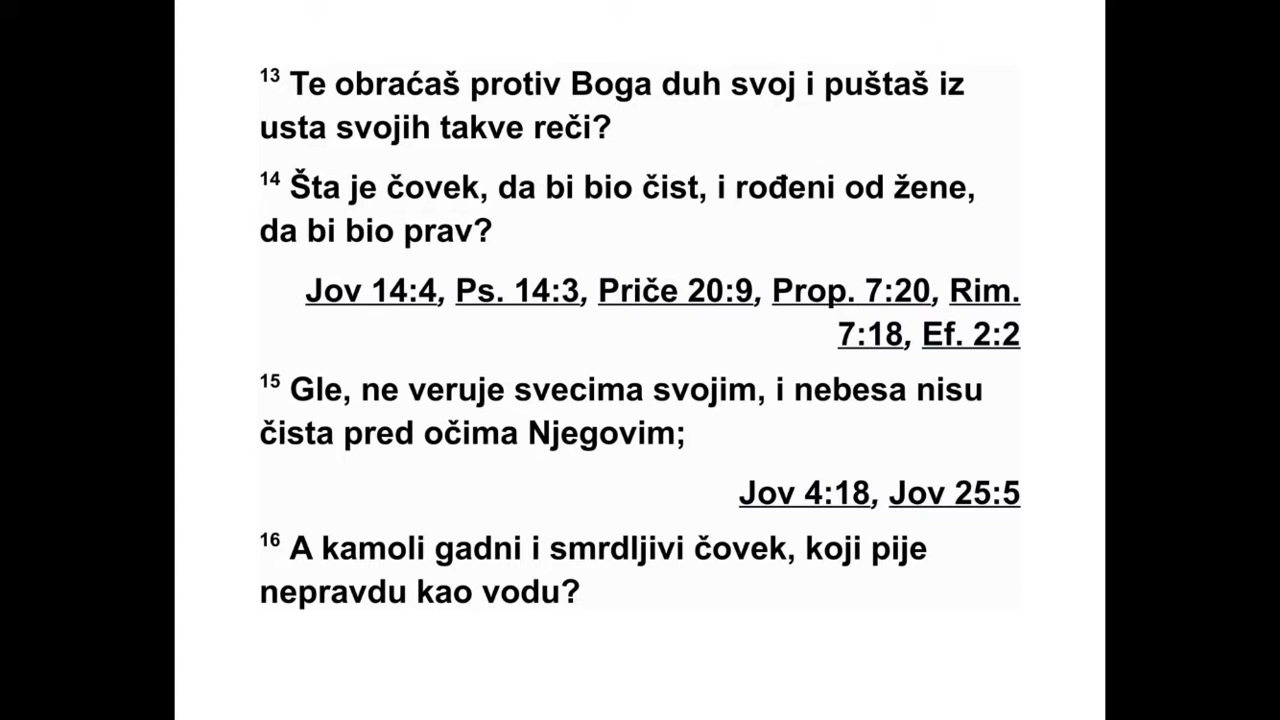 13 Te obraćaš protiv Boga duh svoj i puštaš iz
usta svojih takve reči?
14 Šta je čovek, da bi bio čist, i rođeni od žene,
da bi bio prav?
Jov 14:4, Ps. 14:3, Priče 20:9, Prop. 7:20, Rim.
7:18, Ef. 2:2
15 Gle, ne veruje svecima svojim, i nebesa nisu
čista pred očima Njegovim;
Jov 4:18, Jov 25:5
16 A kamoli gadni i smrdljivi čovek, koji pije
nepravdu kao vodu?